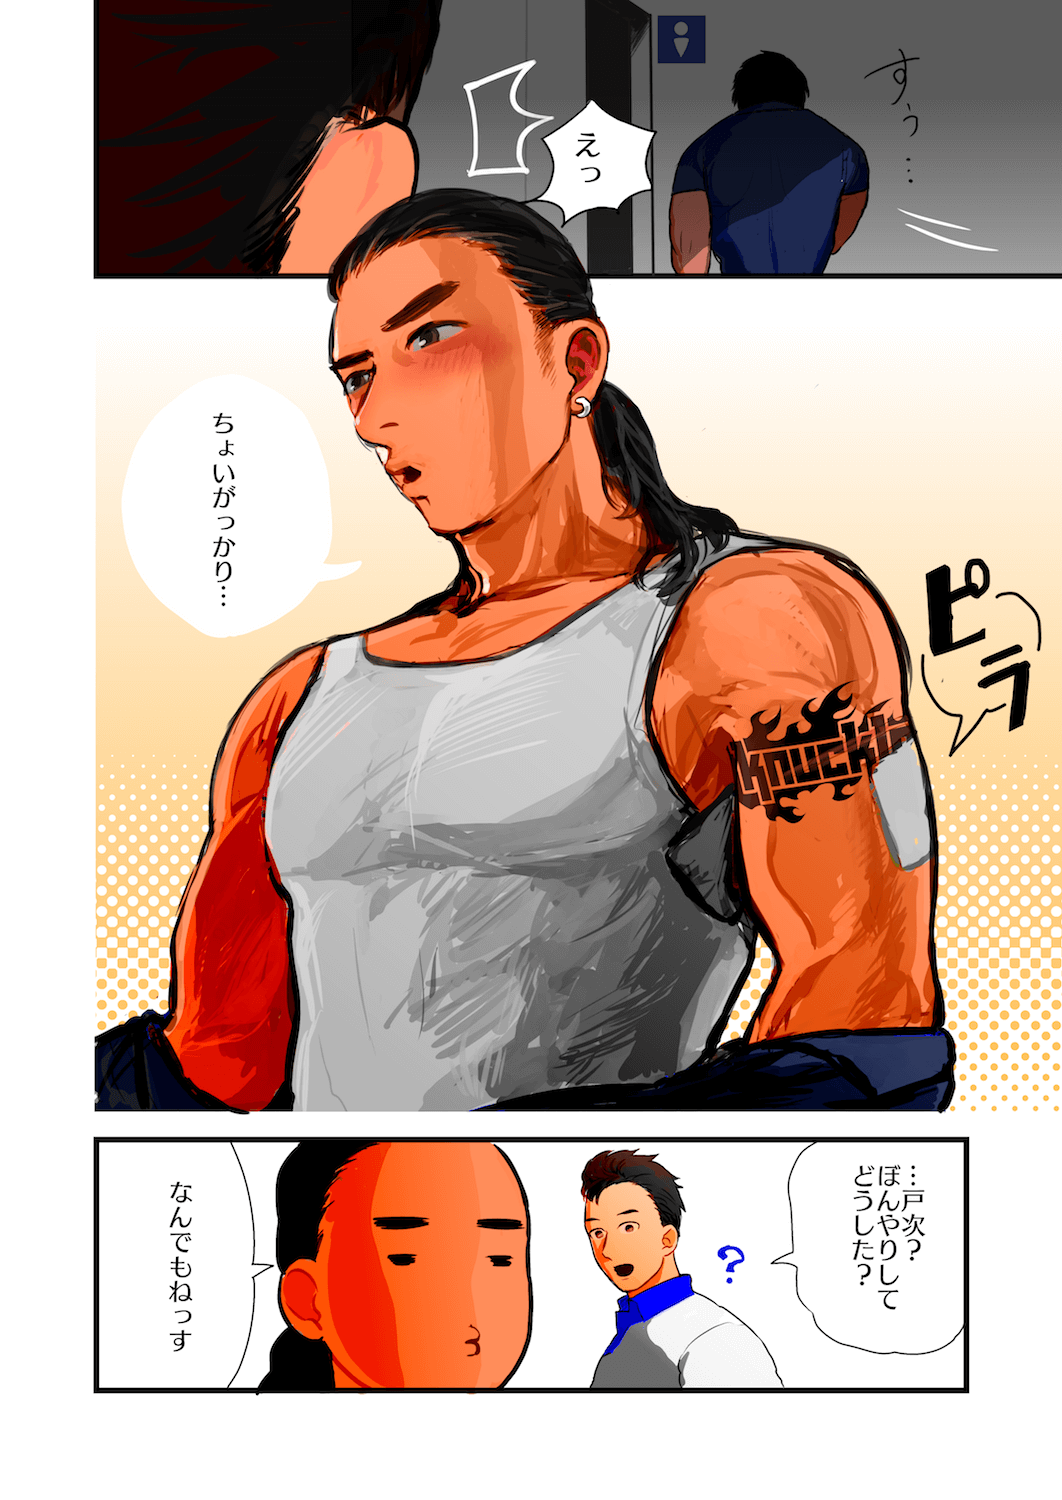 すぅ…
えっ
ちょいがっかり…
ピラ
knuckl
…戸次？
ぼんやりして
どうした？
?
なんでもねっす